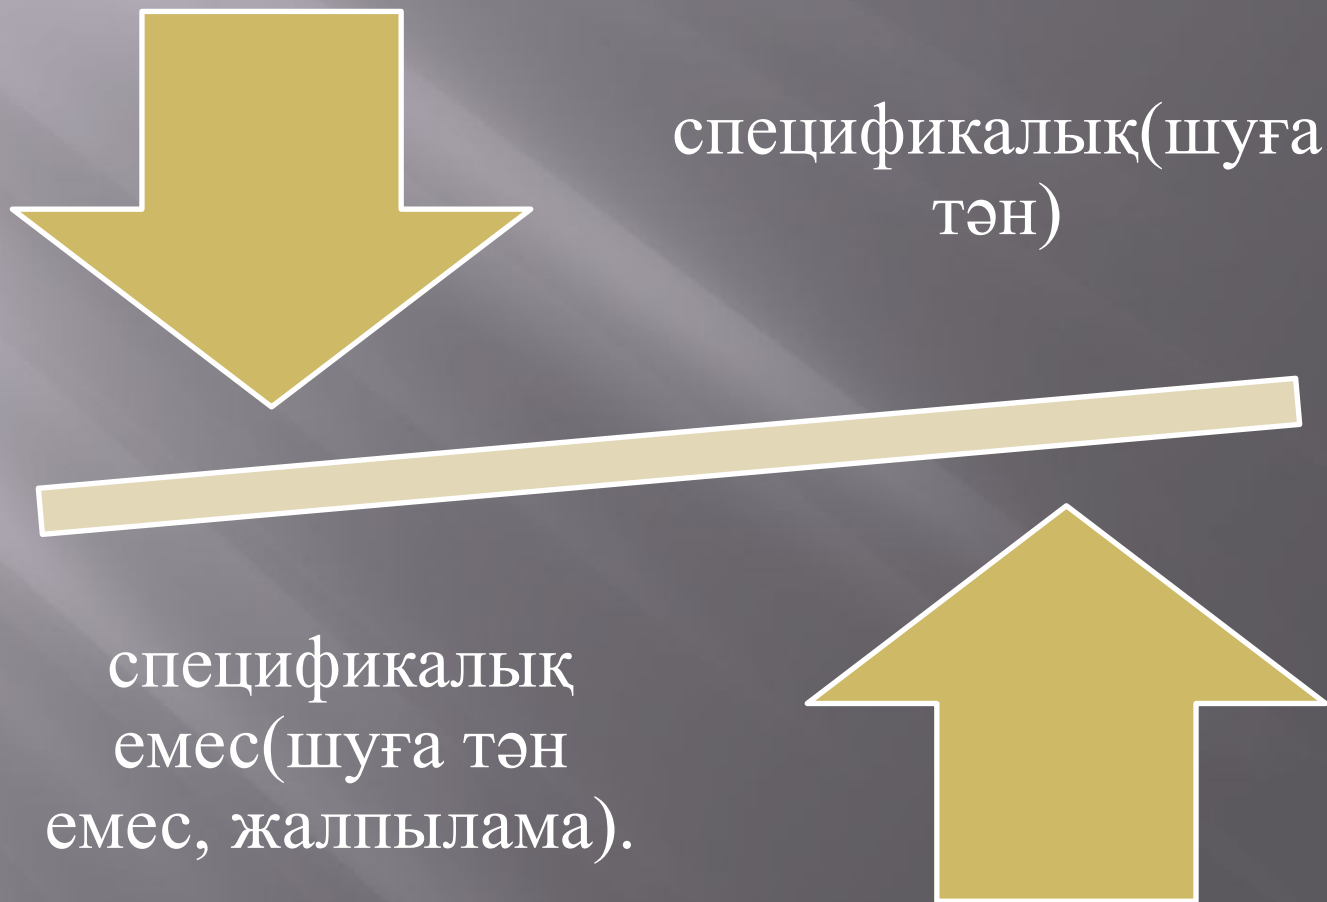 спецификалық(шуға
тән)
спецификалық
емес(шуға тән
емес, жалпылама).